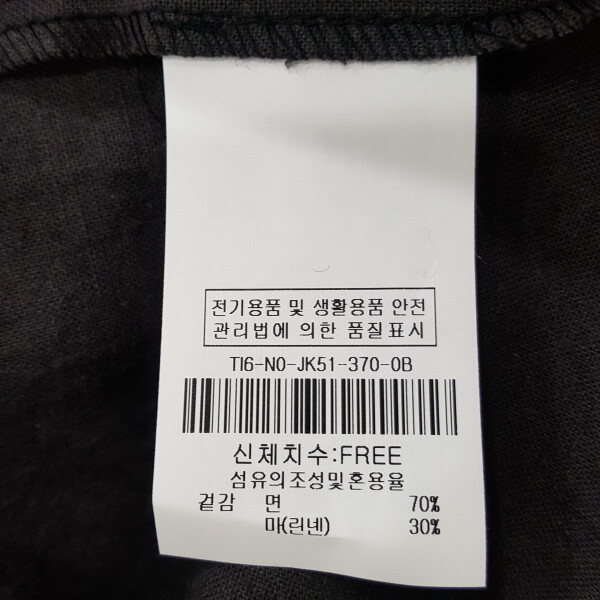 전기용품 및 생활용품 안전
관리법에 의한 품질표시
TI6-NO-JK51-370-0B
신체치수:FREE
섬유의조성및혼용율
겉감 면 70%
마(린넨) 30%